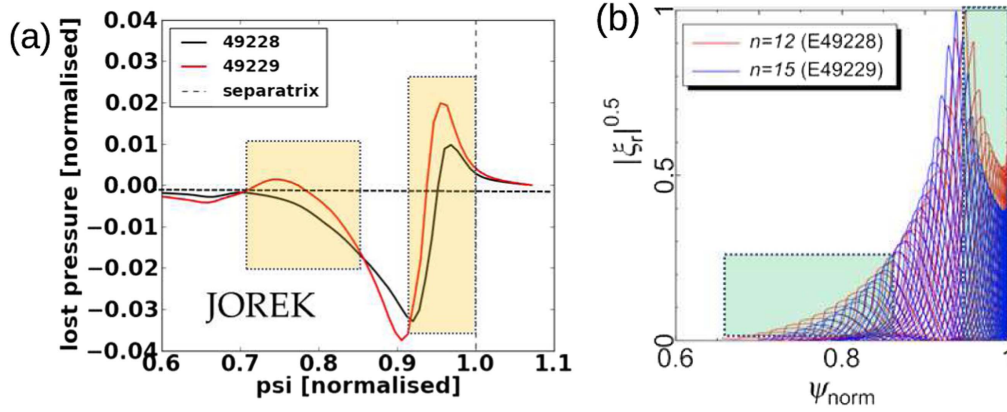 (a)
0.04
0.03
0.02
0.01
0.00
−0.01
−0.02
−0.03
−0.04
lost pressure [normalised]
49228
49229
separatrix
JOREK
0.6
0.7
0.8
0.9
1.0
1.1
psi [normalised]
(b)
1
0.5
0
|ξr|^0.5
n=12 (E49228)
n=15 (E49229)
0.6
0.8
1
ψnorm